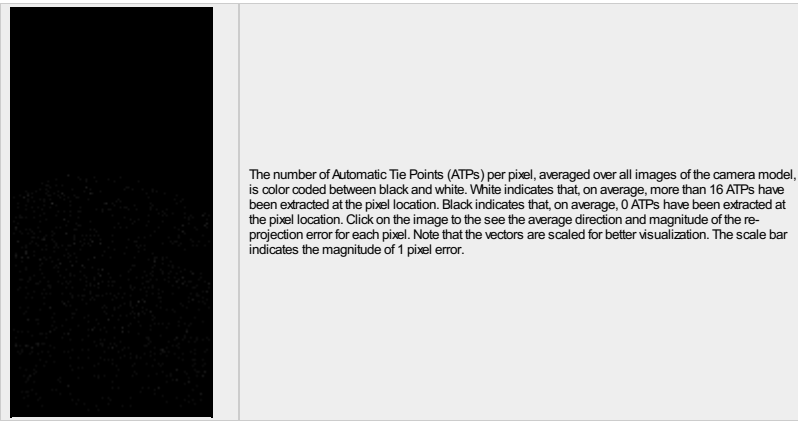 The number of Automatic Tie Points (ATPs) per pixel, averaged over all images of the camera model,
is color coded between black and white. White indicates that, on average, more than 16 ATPs have
been extracted at the pixel location. Black indicates that, on average, 0 ATPs have been extracted at
the pixel location. Click on the image to the see the average direction and magnitude of the re-
projection error for each pixel. Note that the vectors are scaled for better visualization. The scale bar
indicates the magnitude of 1 pixel error.